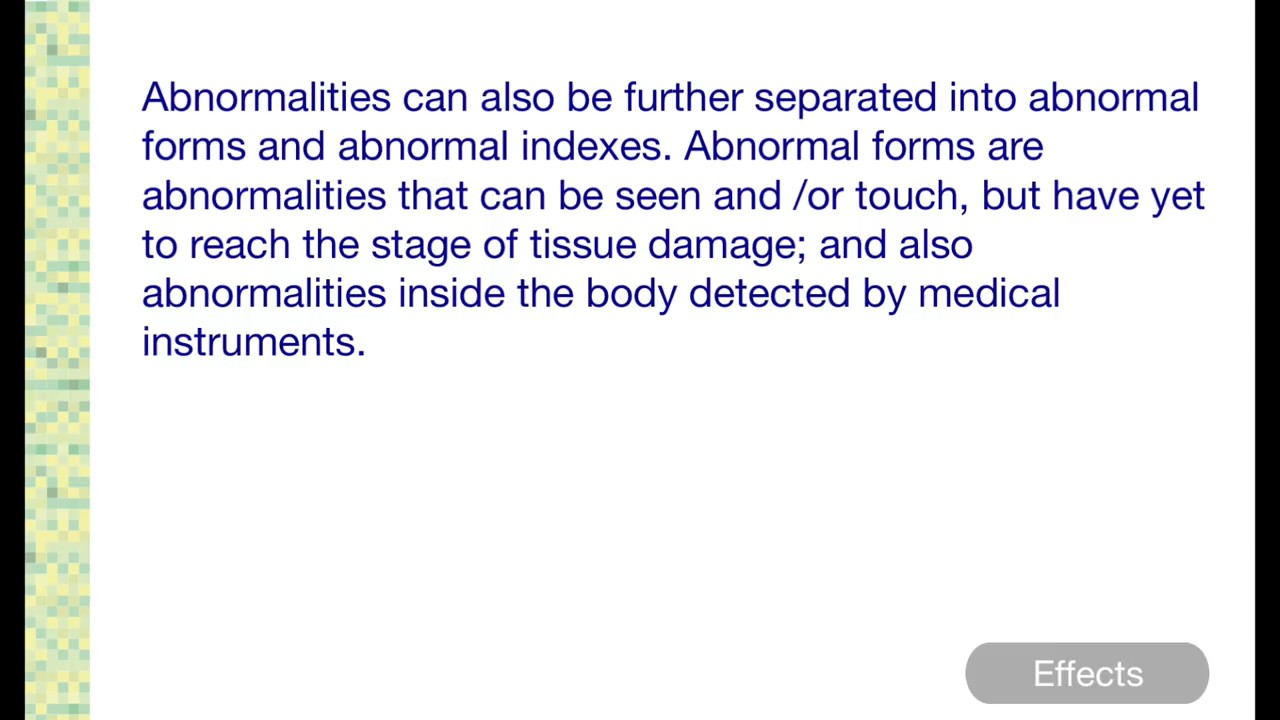 Abnormalities can also be further separated into abnormal
forms and abnormal indexes. Abnormal forms are
abnormalities that can be seen and /or touch, but have yet
to reach the stage of tissue damage; and also
abnormalities inside the body detected by medical
instruments.
Effects